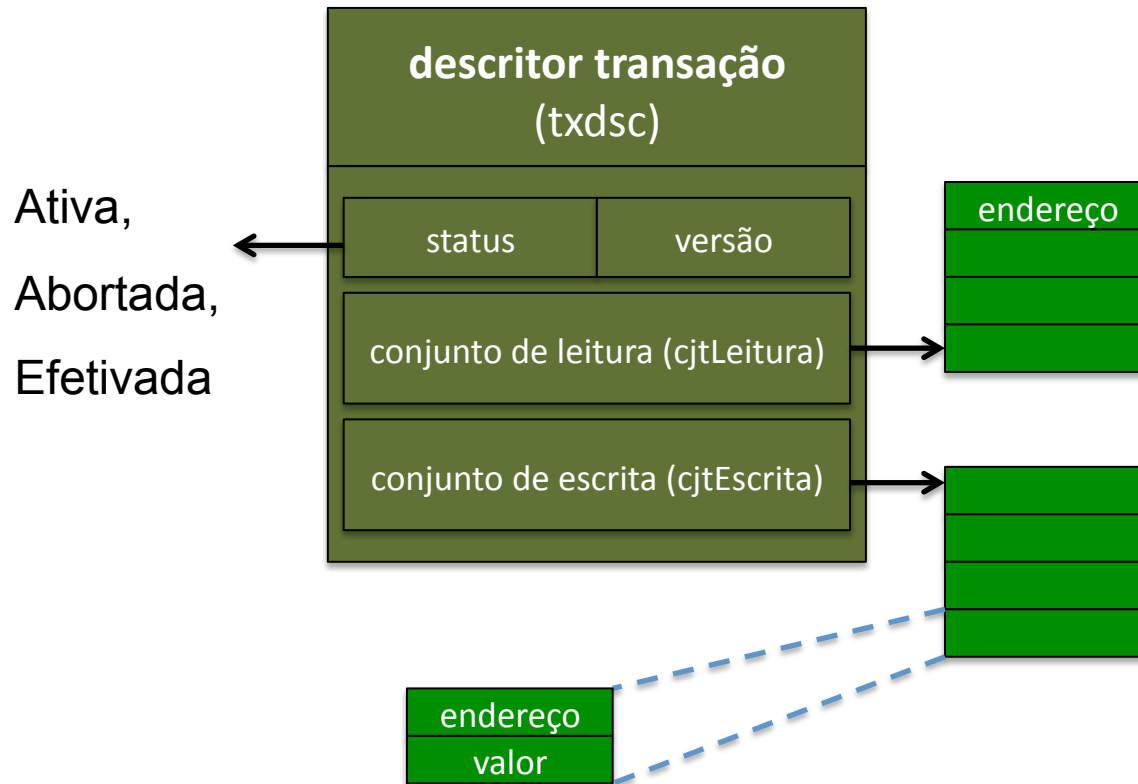 descritor transação
(txdsc)
Ativa,
Abortada,
Efetivada
status
versão
endereço
conjunto de leitura (cjtLeitura)
conjunto de escrita (cjtEscrita)
endereço
valor